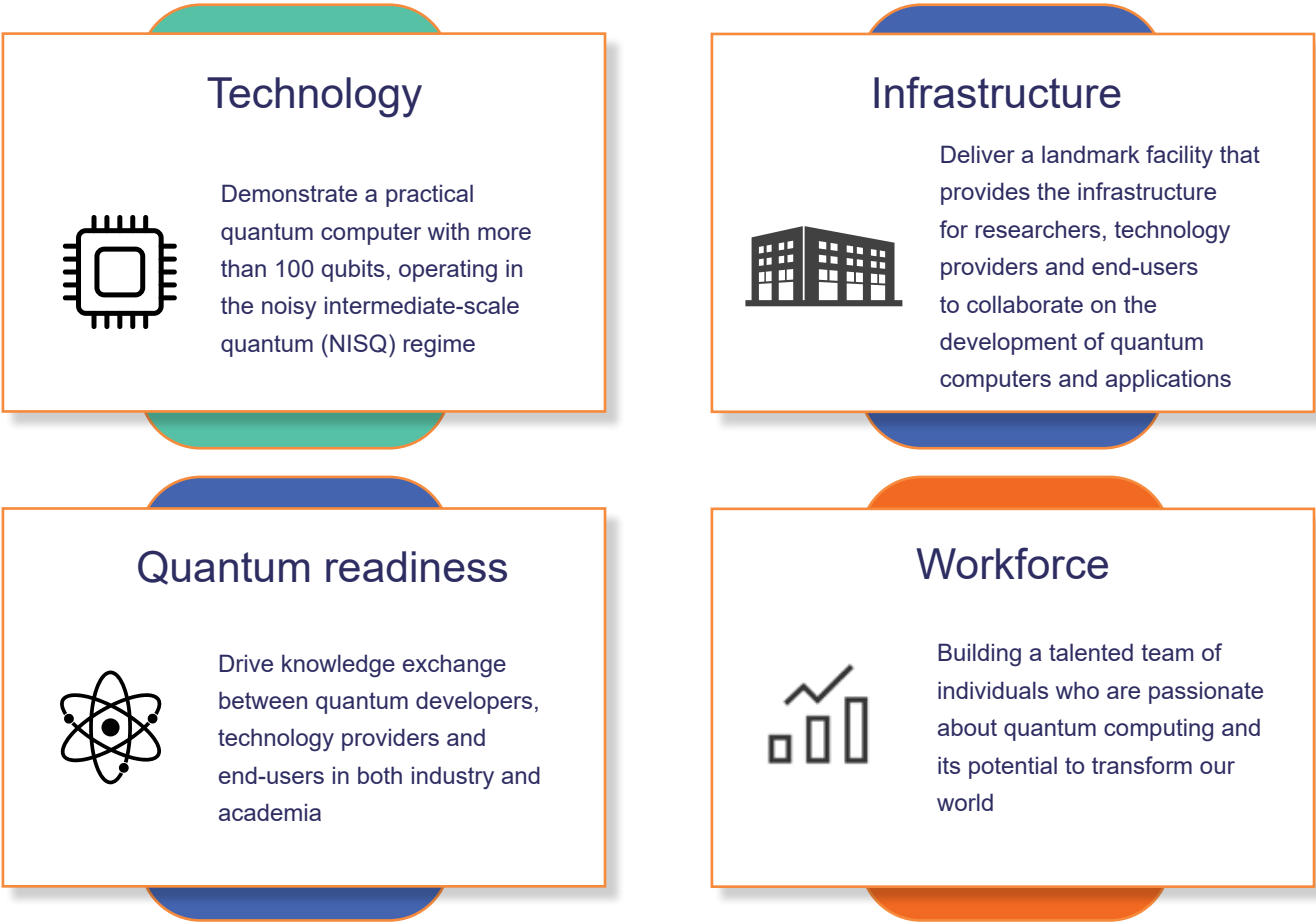 Technology
Demonstrate a practical
quantum computer with more
than 100 qubits, operating in
the noisy intermediate-scale
quantum (NISQ) regime
Infrastructure
Deliver a landmark facility that
provides the infrastructure
for researchers, technology
providers and end-users
to collaborate on the
development of quantum
computers and applications
Quantum readiness
Drive knowledge exchange
between quantum developers,
technology providers and
end-users in both industry and
academia
Workforce
Building a talented team of
individuals who are passionate
about quantum computing and
its potential to transform our
world